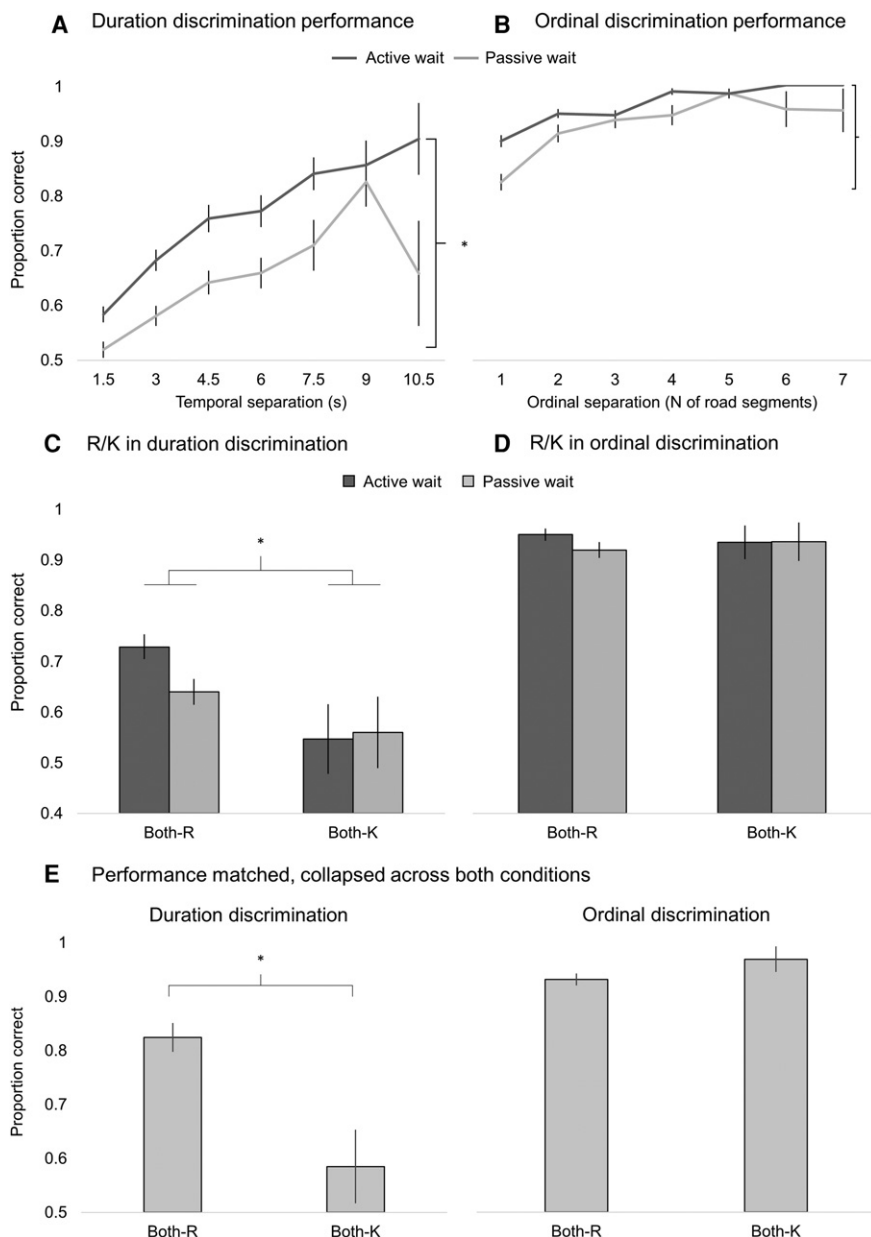 A Duration discrimination performance
B Ordinal discrimination performance
Active wait Passive wait
Proportion correct
1
0.9
0.8
0.7
0.6
0.5
*
1.5 3 4.5 6 7.5 9 10.5
Temporal separation (s)
1 2 3 4 5 6 7
Ordinal separation (N of road segments)
C R/K in duration discrimination
D R/K in ordinal discrimination
Active wait Passive wait
Proportion correct
1
0.9
0.8
0.7
0.6
0.5
0.4
*
Both-R Both-K
Both-R Both-K
E Performance matched, collapsed across both conditions
Duration discrimination
Ordinal discrimination
Proportion correct
1
0.9
0.8
0.7
0.6
0.5
*
Both-R Both-K
Both-R Both-K